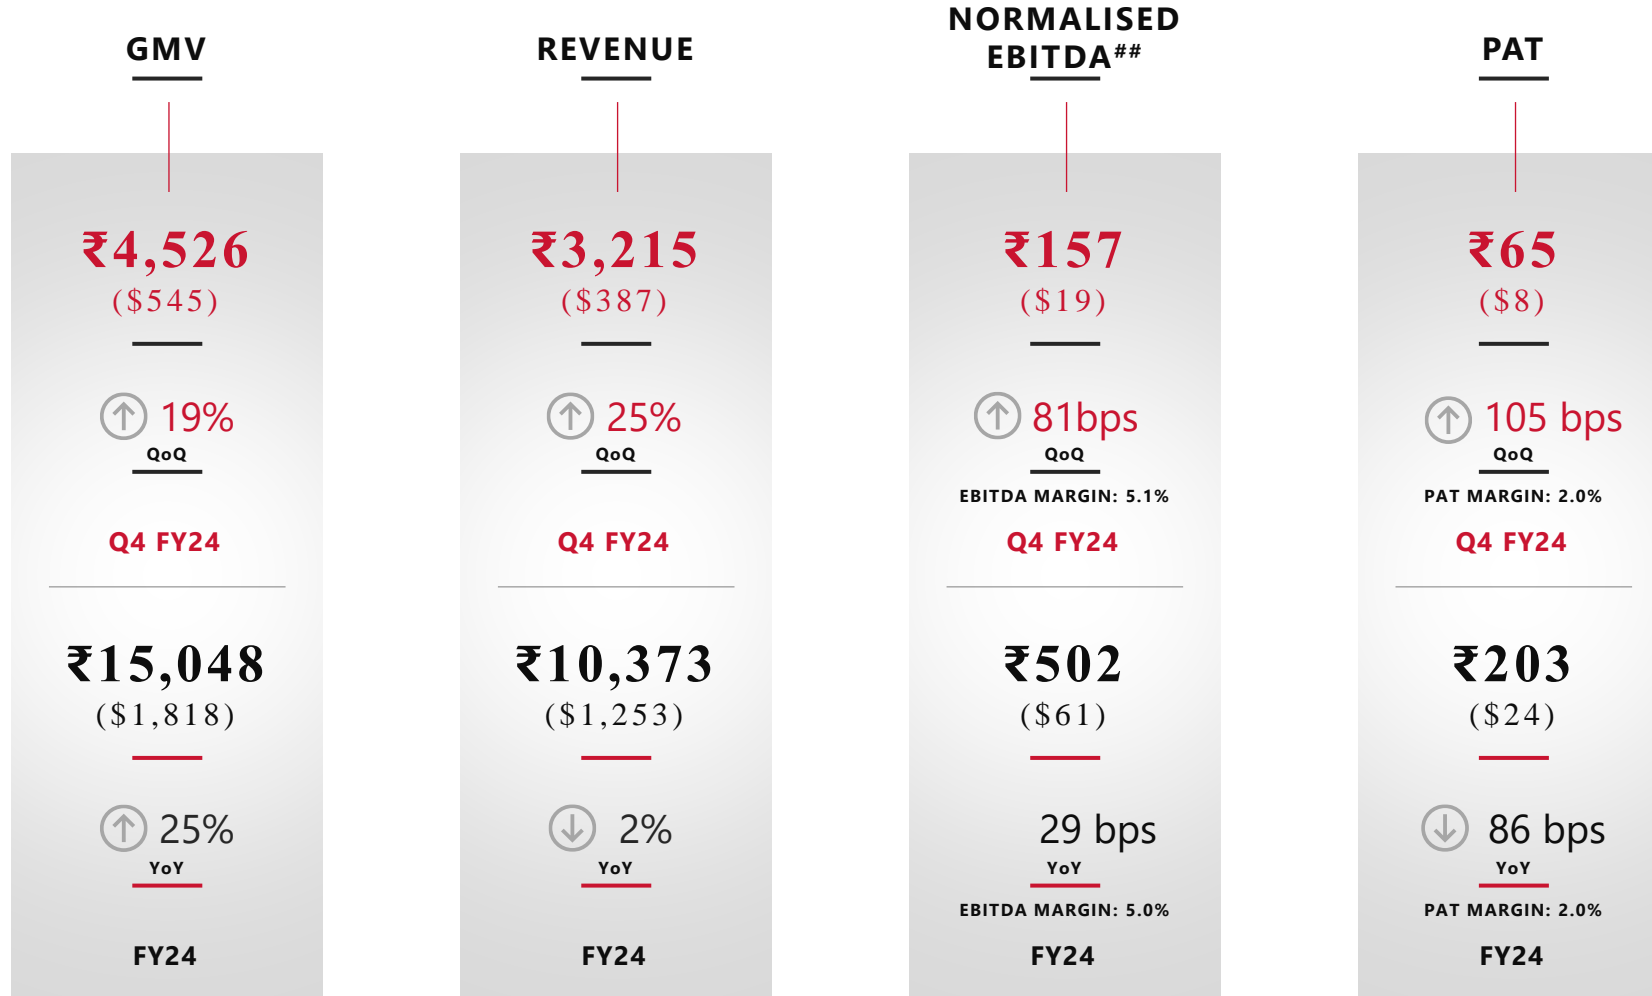 GMV
₹4,526
($545)
19%
QoQ
Q4 FY24
₹15,048
($1,818)
25%
YoY
FY24
REVENUE
₹3,215
($387)
25%
QoQ
Q4 FY24
₹10,373
($1,253)
2%
YoY
FY24
NORMALISED
EBITDA##
₹157
($19)
81bps
QoQ
EBITDA MARGIN: 5.1%
Q4 FY24
₹502
($61)
29 bps
YoY
EBITDA MARGIN: 5.0%
FY24
PAT
₹65
($8)
105 bps
QoQ
PAT MARGIN: 2.0%
Q4 FY24
₹203
($24)
86 bps
YoY
PAT MARGIN: 2.0%
FY24